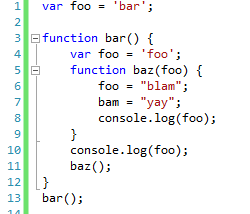 1 var foo = 'bar';
2
3 function bar() {
4 var foo = 'foo';
5 function baz(foo) {
6 foo = "blam";
7 bam = "yay";
8 console.log(foo);
9 }
10 console.log(foo);
11 baz();
12 }
13 bar();
14